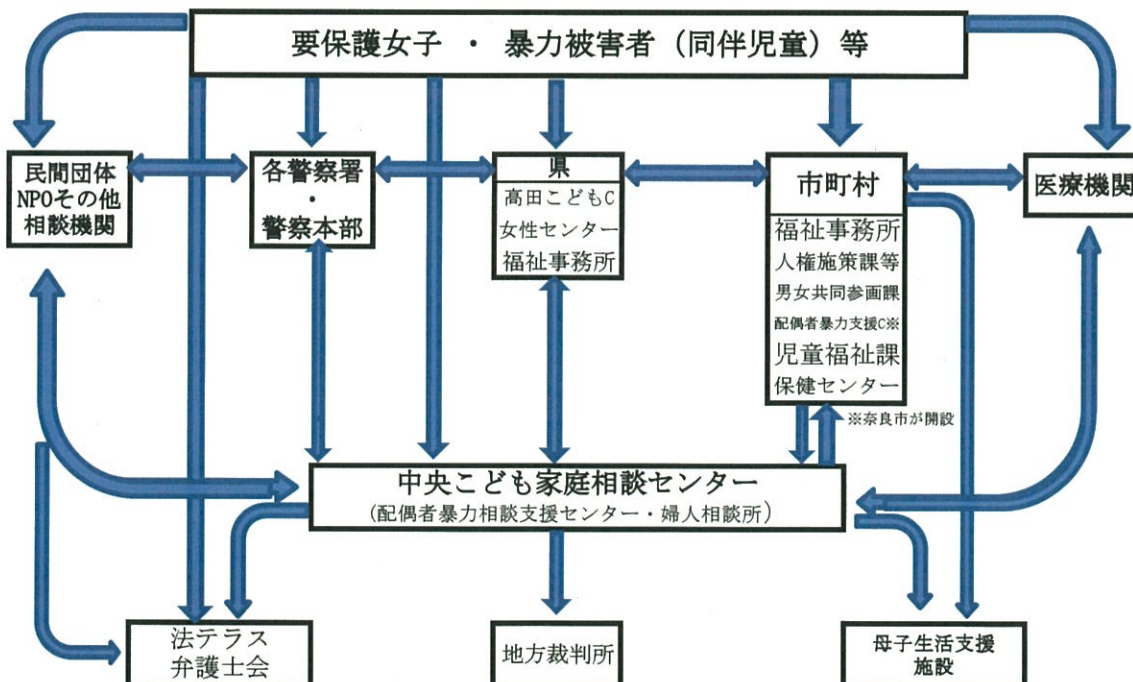 要保護女子 ・ 暴力被害者（同伴児童）等
民間団体
NPOその他
相談機関
各警察署
・
警察本部
県
高田こどもC
女性センター
福祉事務所
市町村
福祉事務所
人権施策課等
男女共同参画課
配偶者暴力支援C※
児童福祉課
保健センター
医療機関
※奈良市が開設
中央こども家庭相談センター
(配偶者暴力相談支援センター・婦人相談所)
法テラス
弁護士会
地方裁判所
母子生活支援
施設